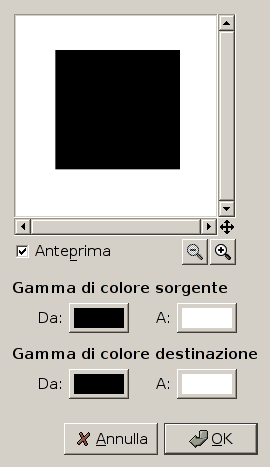 Anteprima
Gamma di colore sorgente
Da: A:
Gamma di colore destinazione
Da: A:
Annulla OK